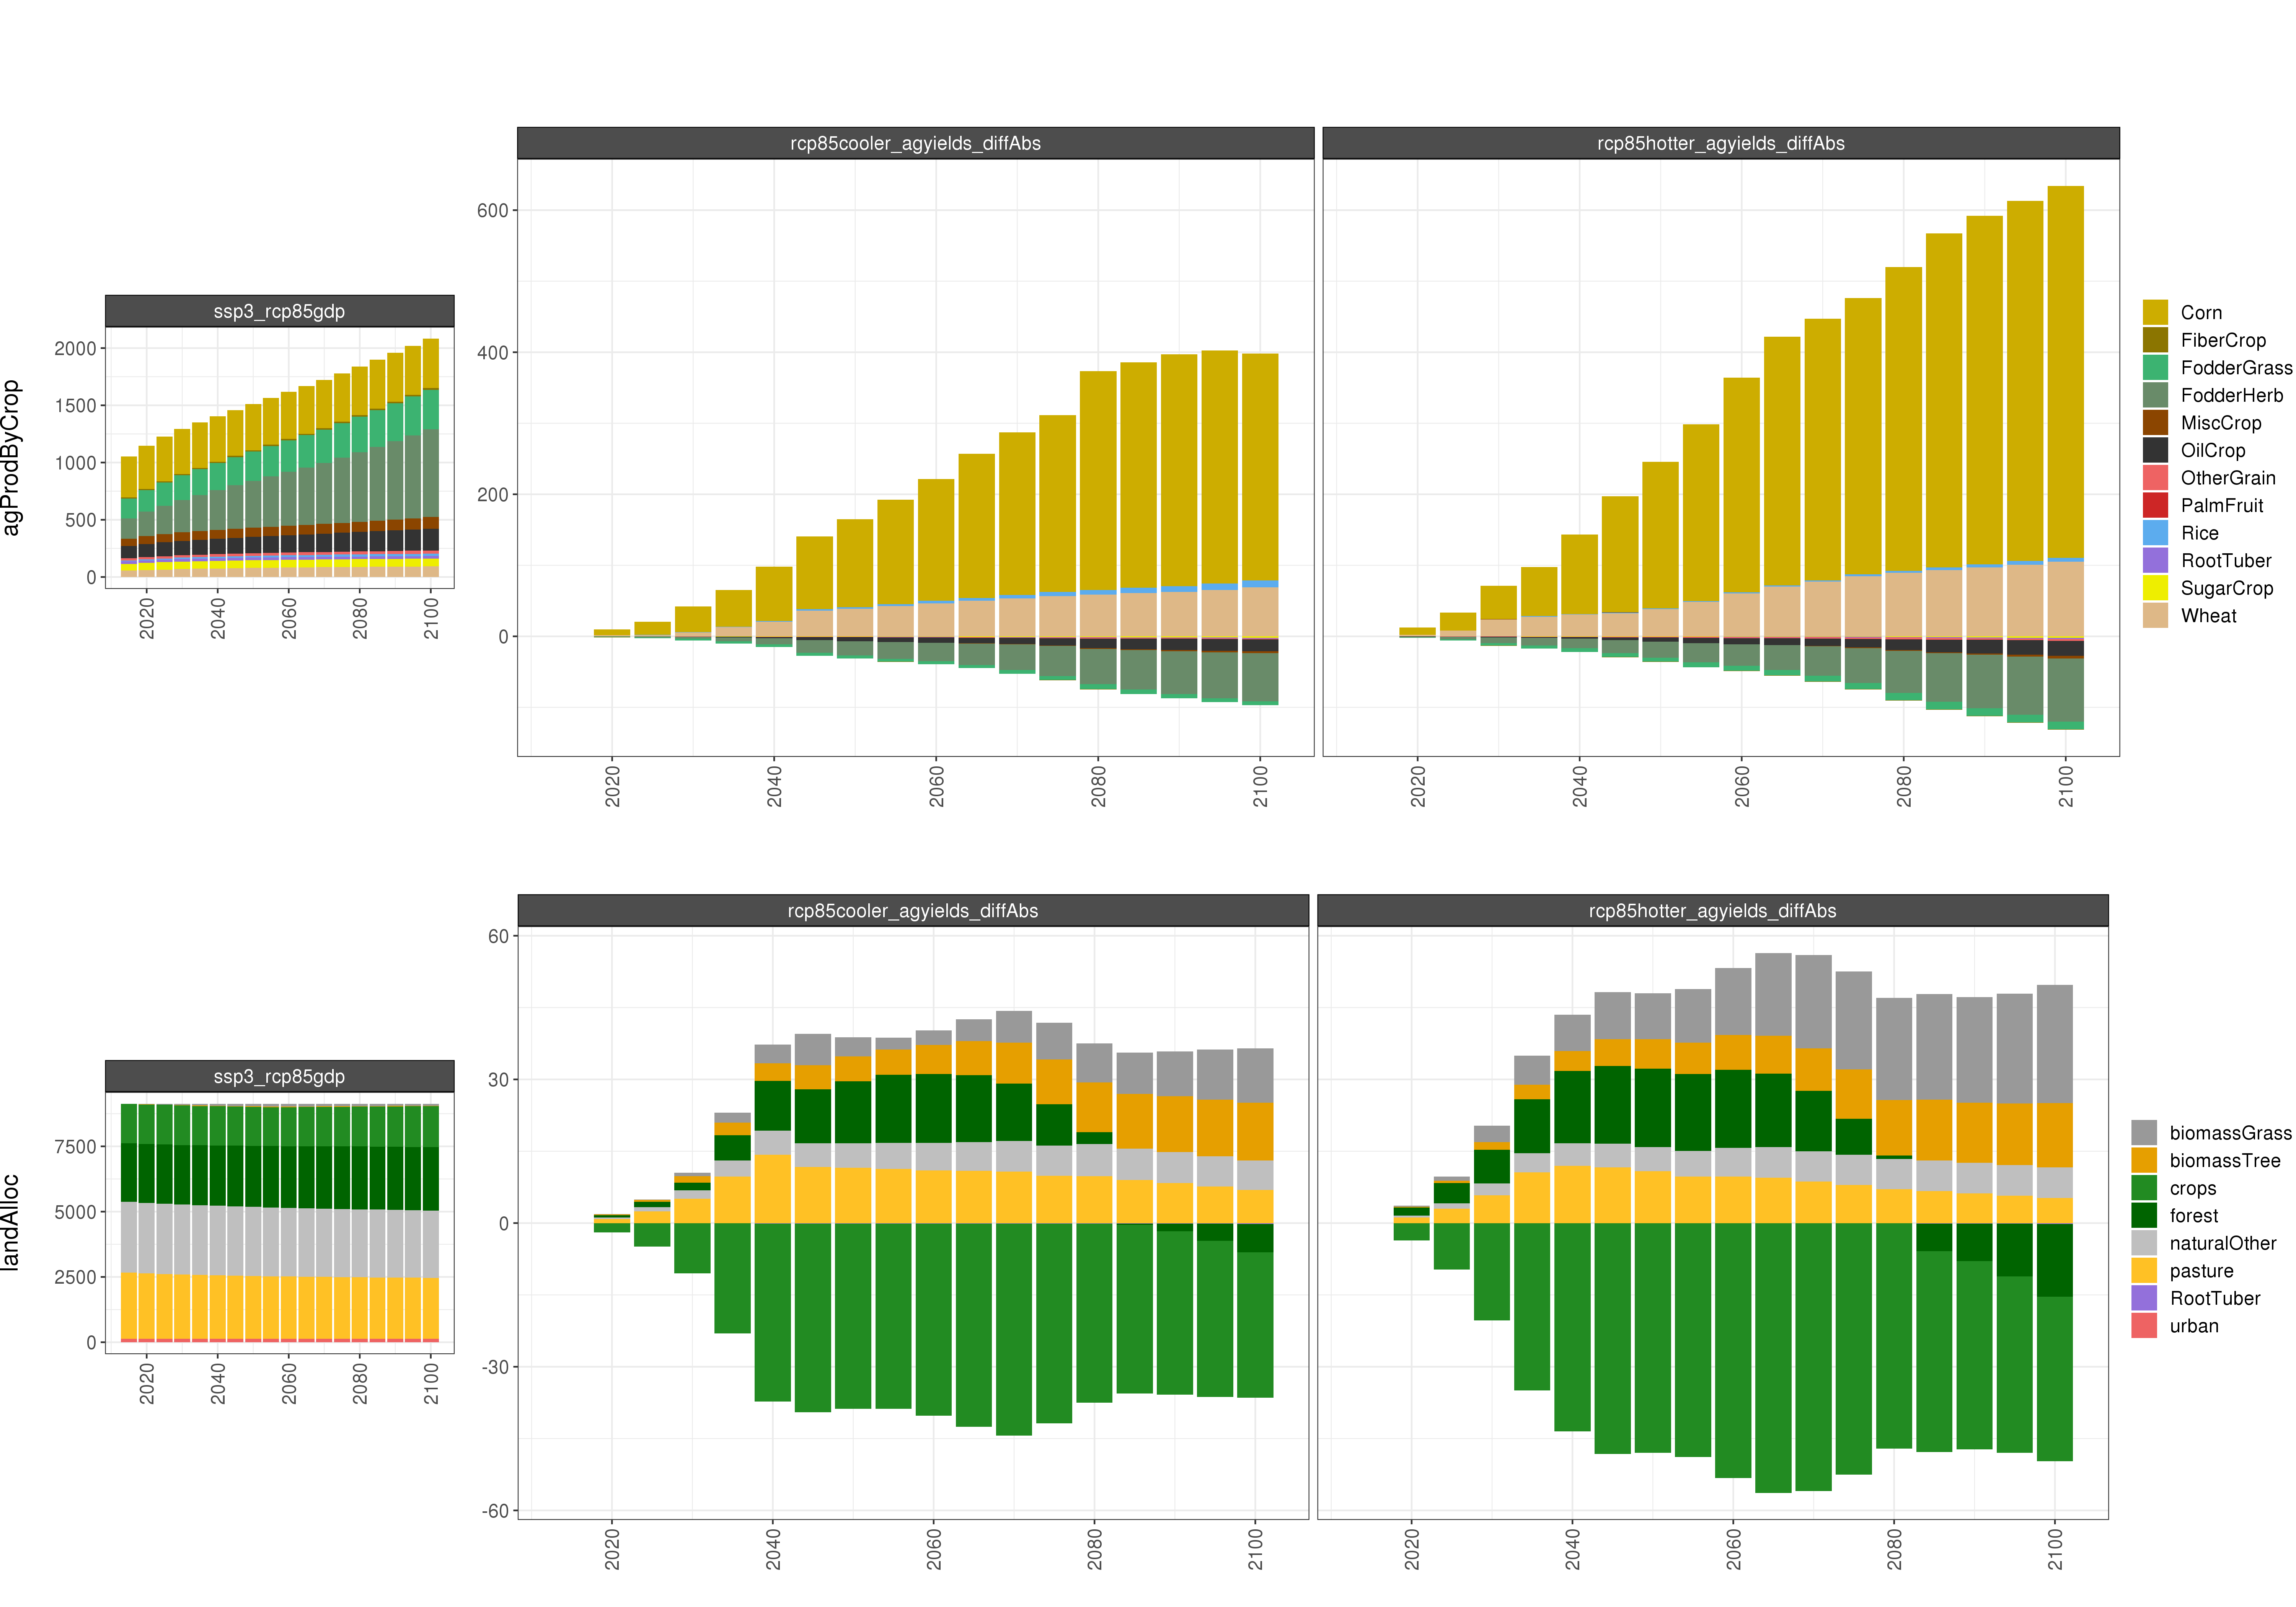 agProdByCrop
ssp3_rcp85gdp
2000
1500
1000
500
0
2020
2040
2060
2080
2100
rcp85cooler_agyields_diffAbs
rcp85hotter_agyields_diffAbs
600
400
200
0
2020
2040
2060
2080
2100
2020
2040
2060
2080
2100
Corn
FiberCrop
FodderGrass
FodderHerb
MiscCrop
OilCrop
OtherGrain
PalmFruit
Rice
RootTuber
SugarCrop
Wheat
landAlloc
ssp3_rcp85gdp
7500
5000
2500
0
2020
2040
2060
2080
2100
rcp85cooler_agyields_diffAbs
rcp85hotter_agyields_diffAbs
60
30
0
-30
-60
2020
2040
2060
2080
2100
2020
2040
2060
2080
2100
biomassGrass
biomassTree
crops
forest
naturalOther
pasture
RootTuber
urban